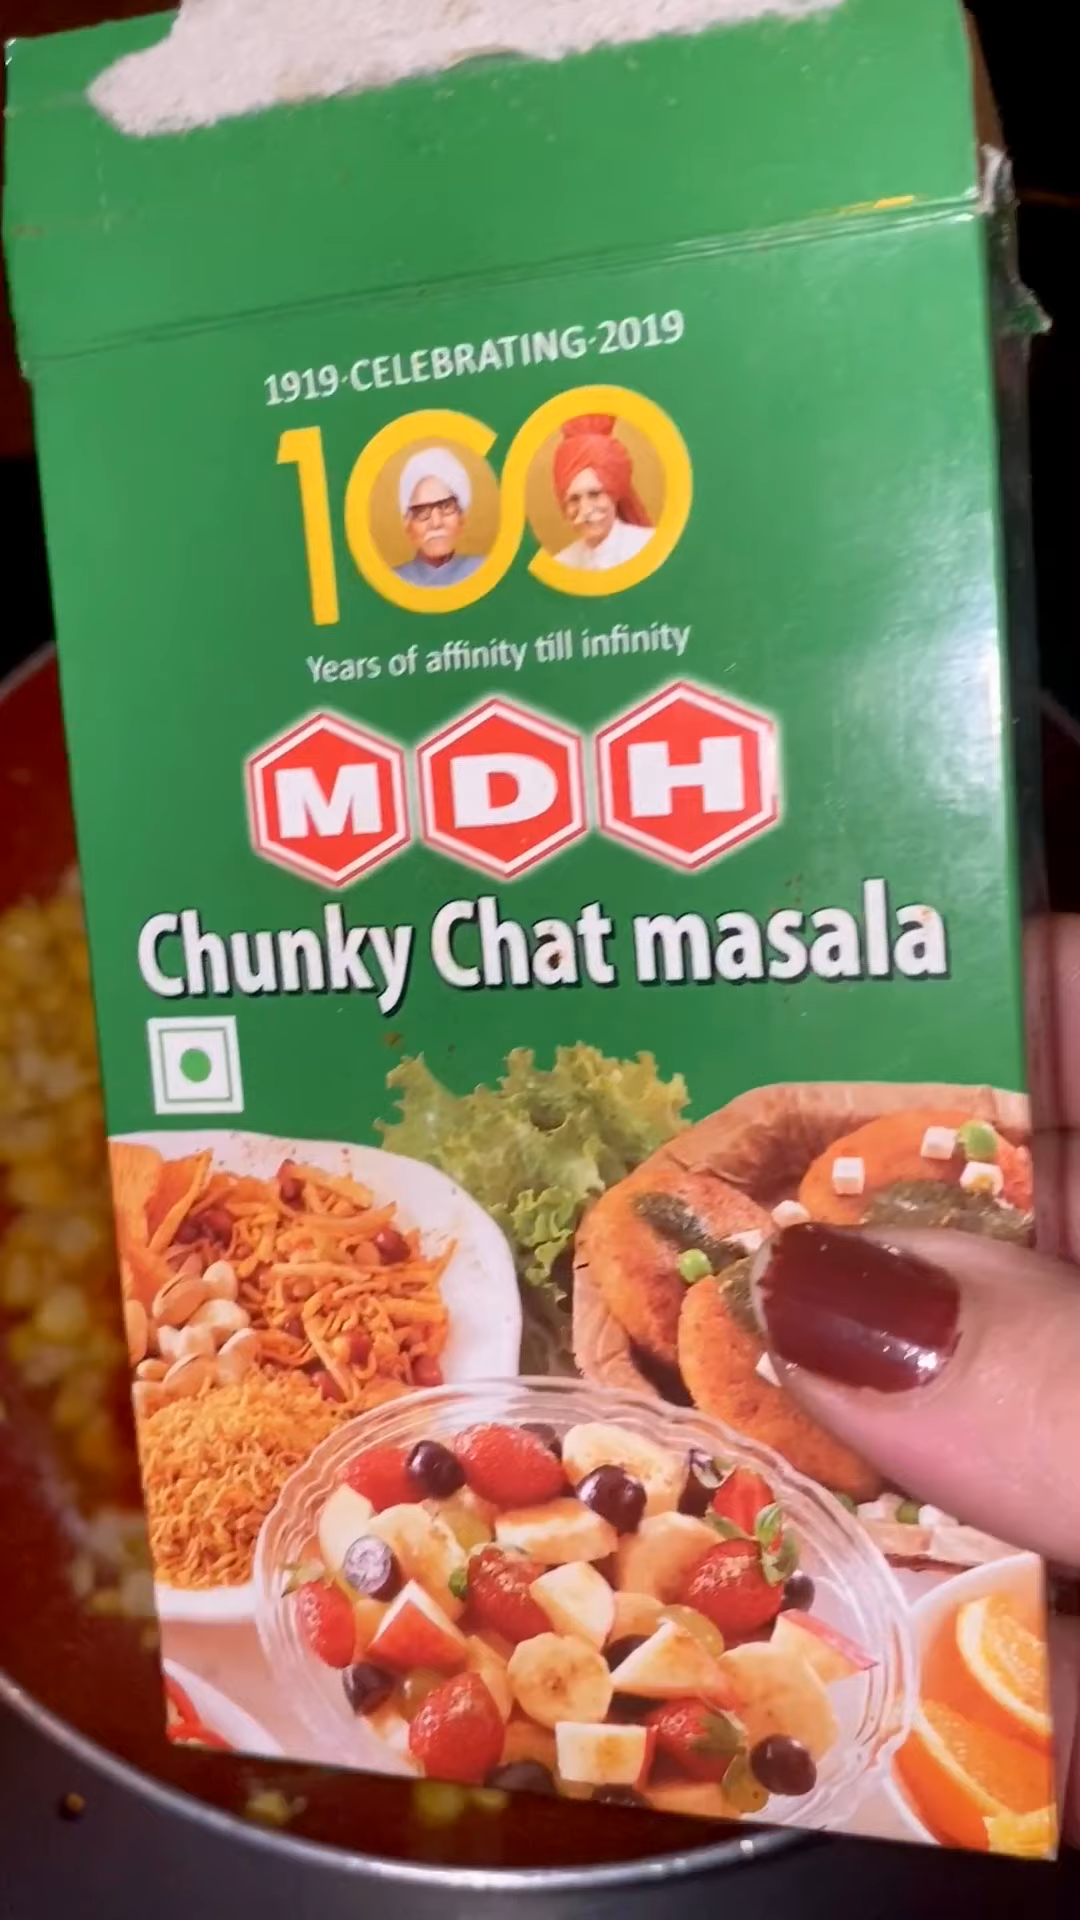 1919·CELEBRATING·2019
100
Years of affinity till infinity
MDH
Chunky Chat masala